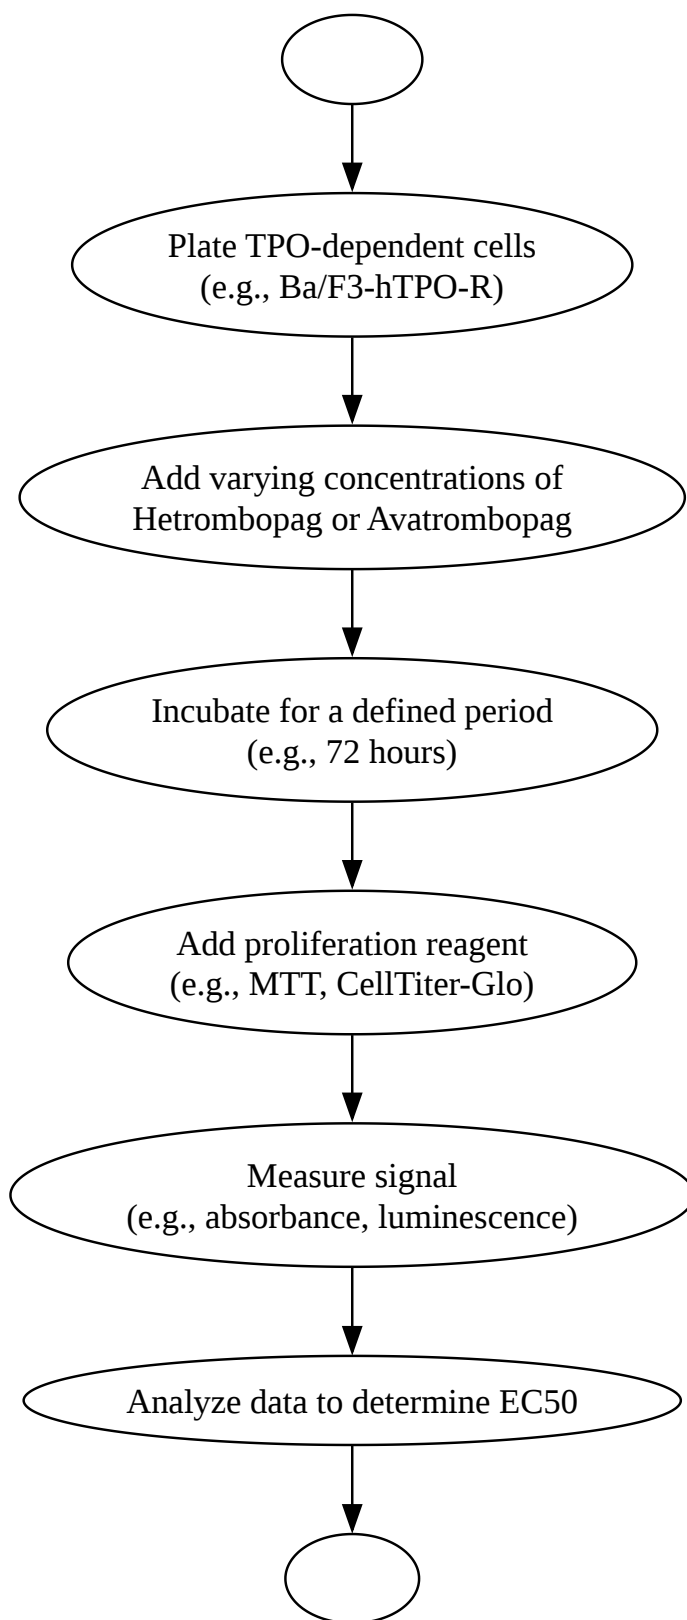 Plate TPO-dependent cells
(e.g., Ba/F3-hTPO-R)
Add varying concentrations of
Hetrombopag or Avatrombopag
Incubate for a defined period
(e.g., 72 hours)
Add proliferation reagent
(e.g., MTT, CellTiter-Glo)
Measure signal
(e.g., absorbance, luminescence)
Analyze data to determine EC50